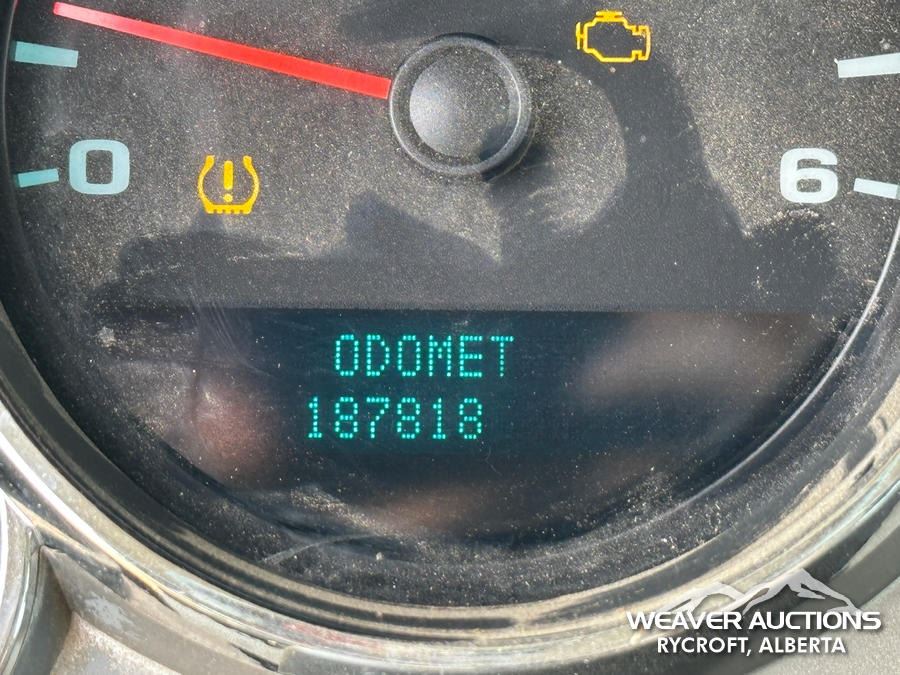 0 6
ODOMET
187818
WEAVER AUCTIONS
RYCROFT, ALBERTA